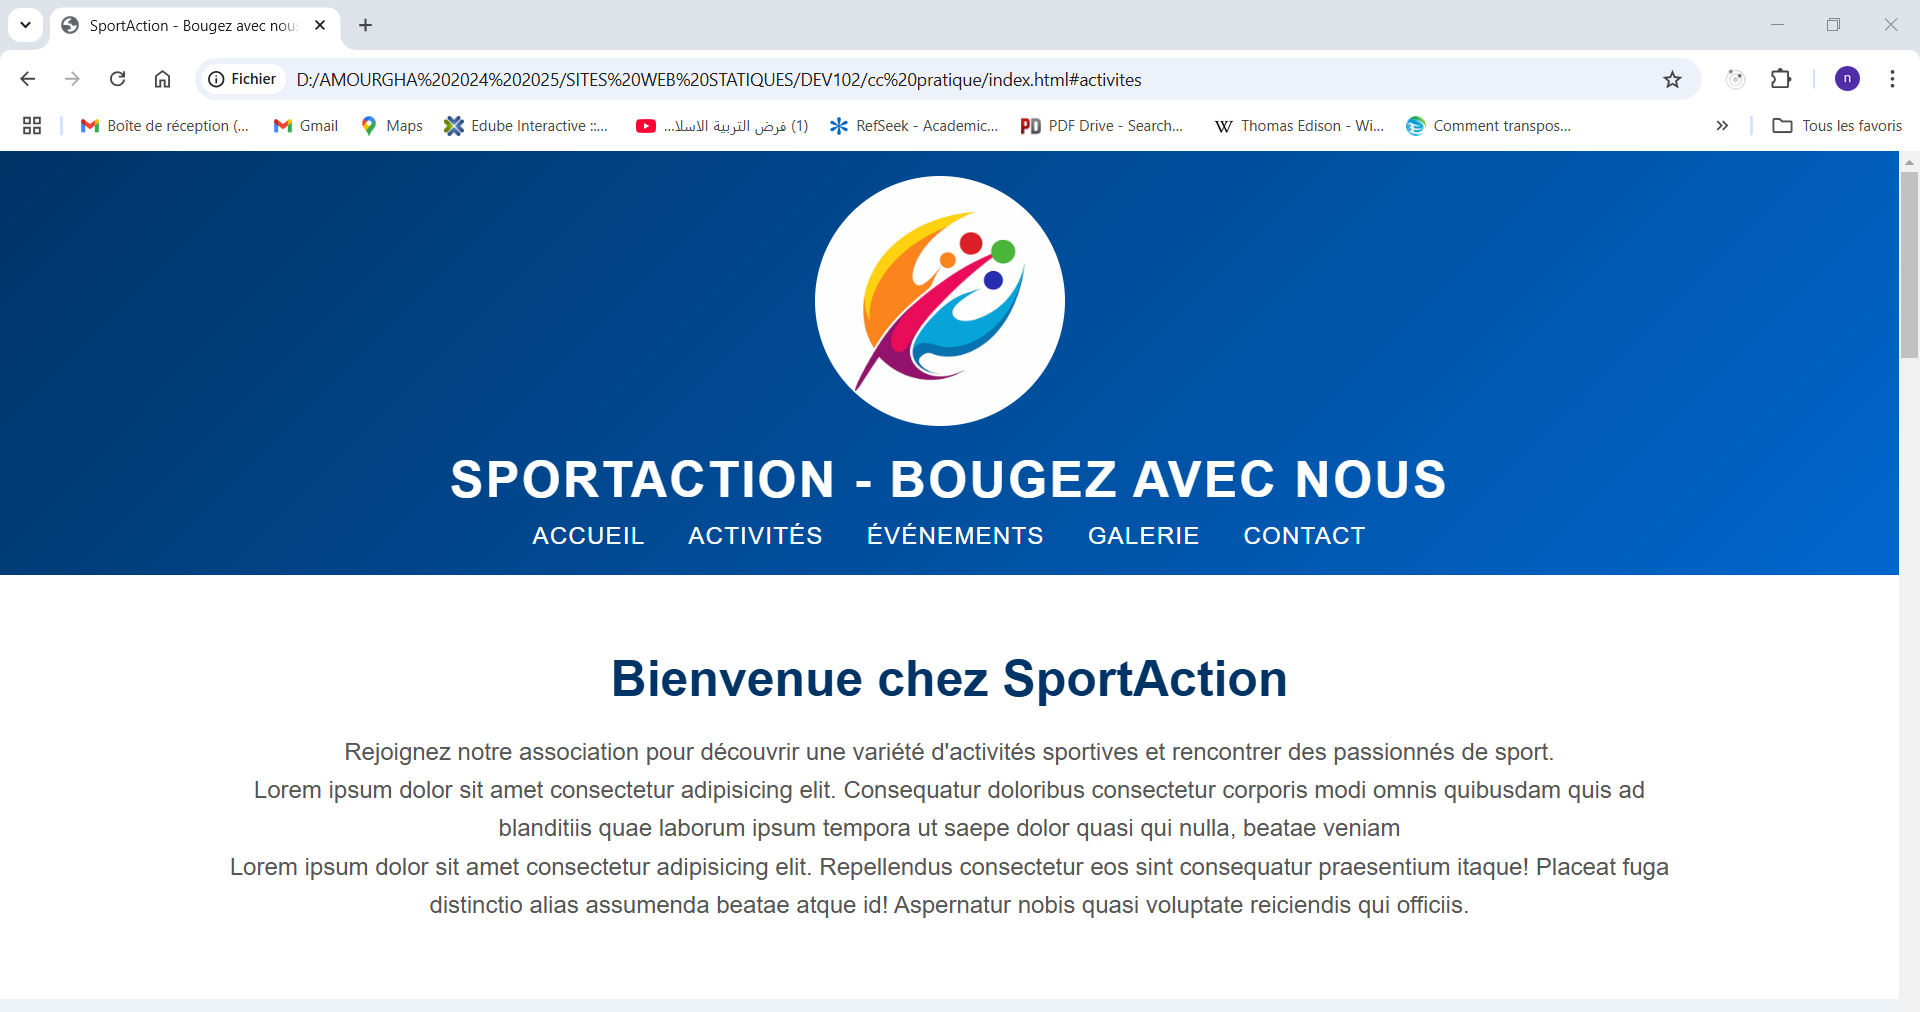 SportAction - Bougez avec nou
Fichier
D:/AMOURGHA%202024%202025/SITES%20WEB%20STATIQUES/DEV102/cc%20pratique/index.html#activites
n
Boîte de réception (...
Gmail
Maps
Edube Interactive ::...
(1) فرض التربية الاسلا...
RefSeek - Academic...
PD
PDF Drive - Search...
W
Thomas Edison - Wi...
Comment transpos...
Tous les favoris
SPORTACTION - BOUGEZ AVEC NOUS
ACCUEIL ACTIVITÉS ÉVÉNEMENTS GALERIE CONTACT
Bienvenue chez SportAction
Rejoignez notre association pour découvrir une variété d'activités sportives et rencontrer des passionnés de sport.
Lorem ipsum dolor sit amet consectetur adipisicing elit. Consequatur doloribus consectetur corporis modi omnis quibusdam quis ad
blanditiis quae laborum ipsum tempora ut saepe dolor quasi qui nulla, beatae veniam
Lorem ipsum dolor sit amet consectetur adipisicing elit. Repellendus consectetur eos sint consequatur praesentium itaque! Placeat fuga
distinctio alias assumenda beatae atque id! Aspernatur nobis quasi voluptate reiciendis qui officiis.